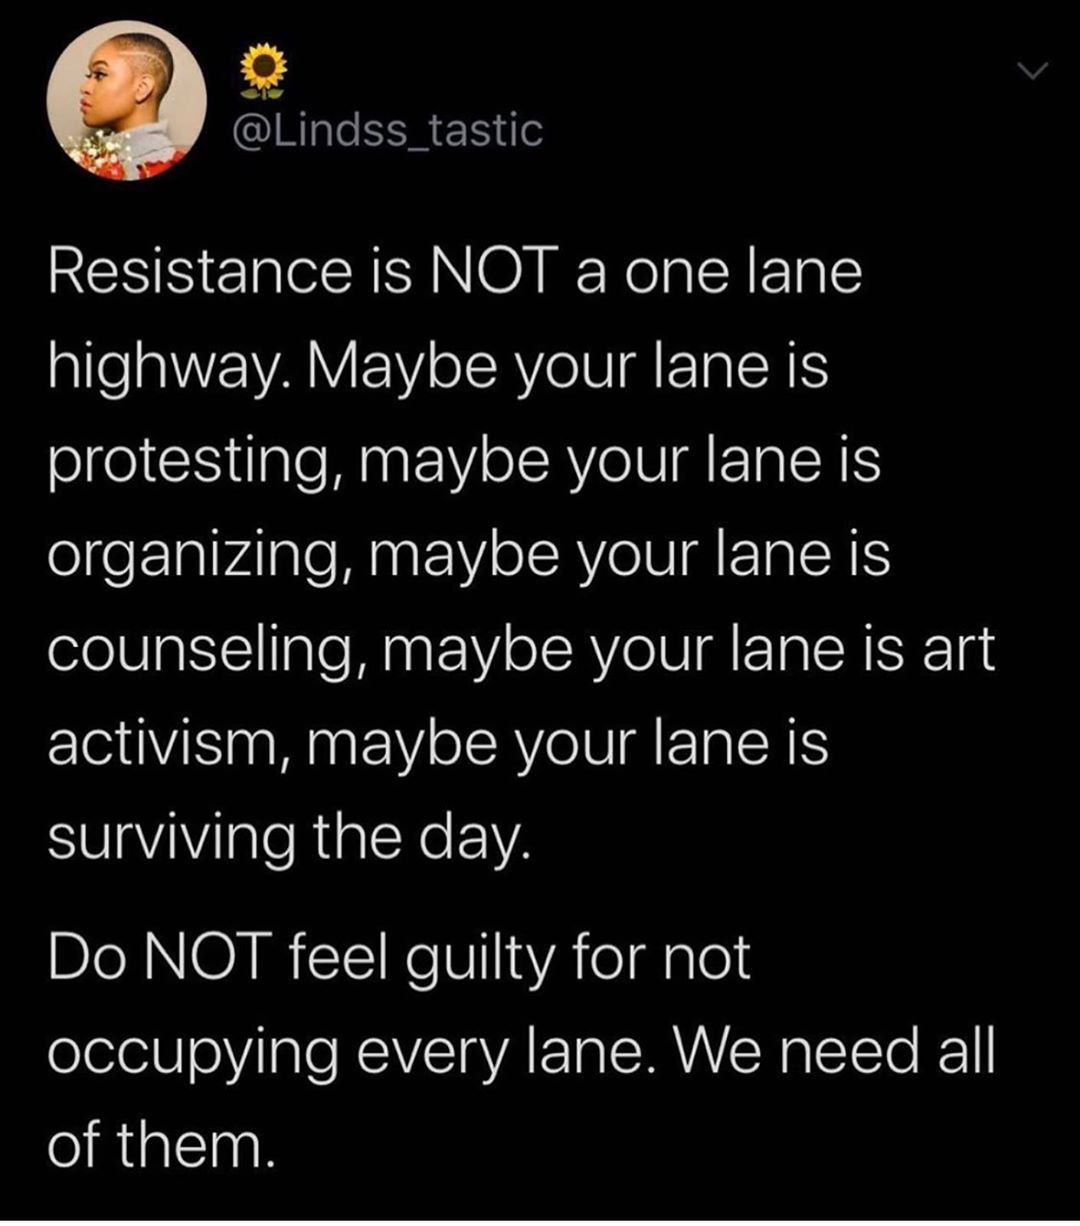 🌻
@Lindss_tastic
Resistance is NOT a one lane
highway. Maybe your lane is
protesting, maybe your lane is
organizing, maybe your lane is
counseling, maybe your lane is art
activism, maybe your lane is
surviving the day.
Do NOT feel guilty for not
occupying every lane. We need all
of them.